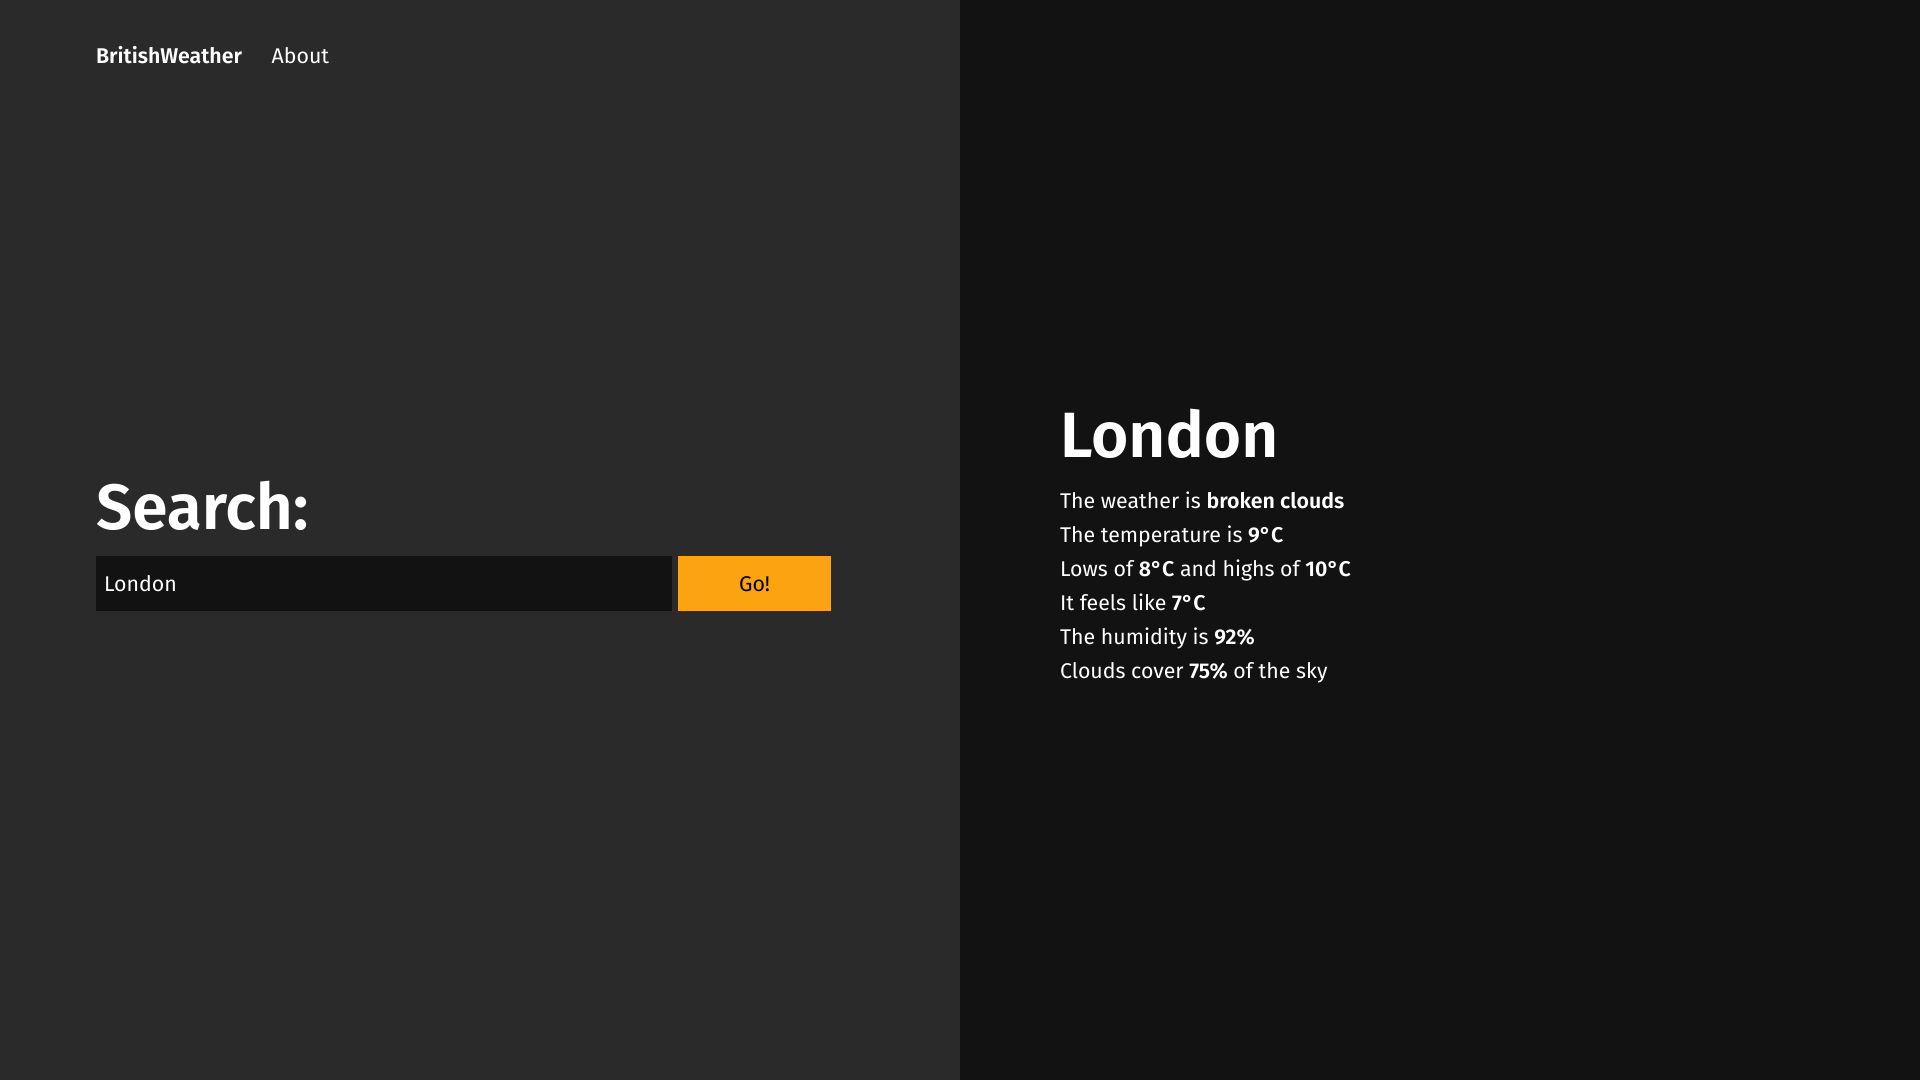 BritishWeather About
Search:
London Go!
London
The weather is broken clouds
The temperature is 9°C
Lows of 8°C and highs of 10°C
It feels like 7°C
The humidity is 92%
Clouds cover 75% of the sky